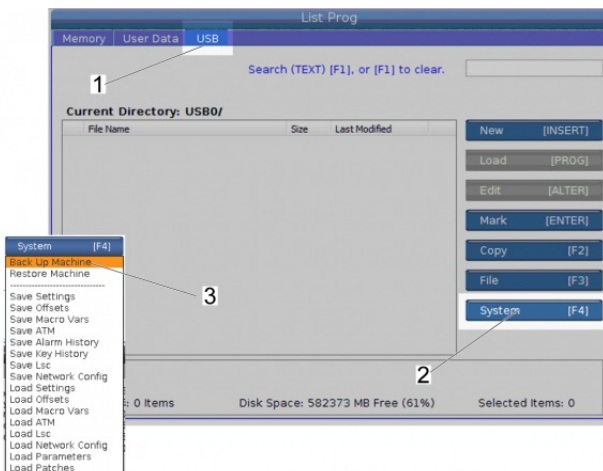 List Prog
Memory User Data USB
1
Search (TEXT) [F1], or [F1] to clear.
Current Directory: USB0/
File Name Size Last Modified
New [INSERT]
Load [PROG]
Edit [ALTER]
Mark [ENTER]
Copy [F2]
File [F3]
System [F4]
2
System [F4]
Back Up Machine
Restore Machine
------------------------
3
Save Settings
Save Offsets
Save Macro Vars
Save ATM
Save Alarm History
Save Key History
Save Lsc
Save Network Config
Load Settings
Load Offsets
Load Macro Vars
Load ATM
Load Lsc
Load Network Config
Load Parameters
Load Patches
: 0 Items Disk Space: 582373 MB Free (61%) Selected Items: 0